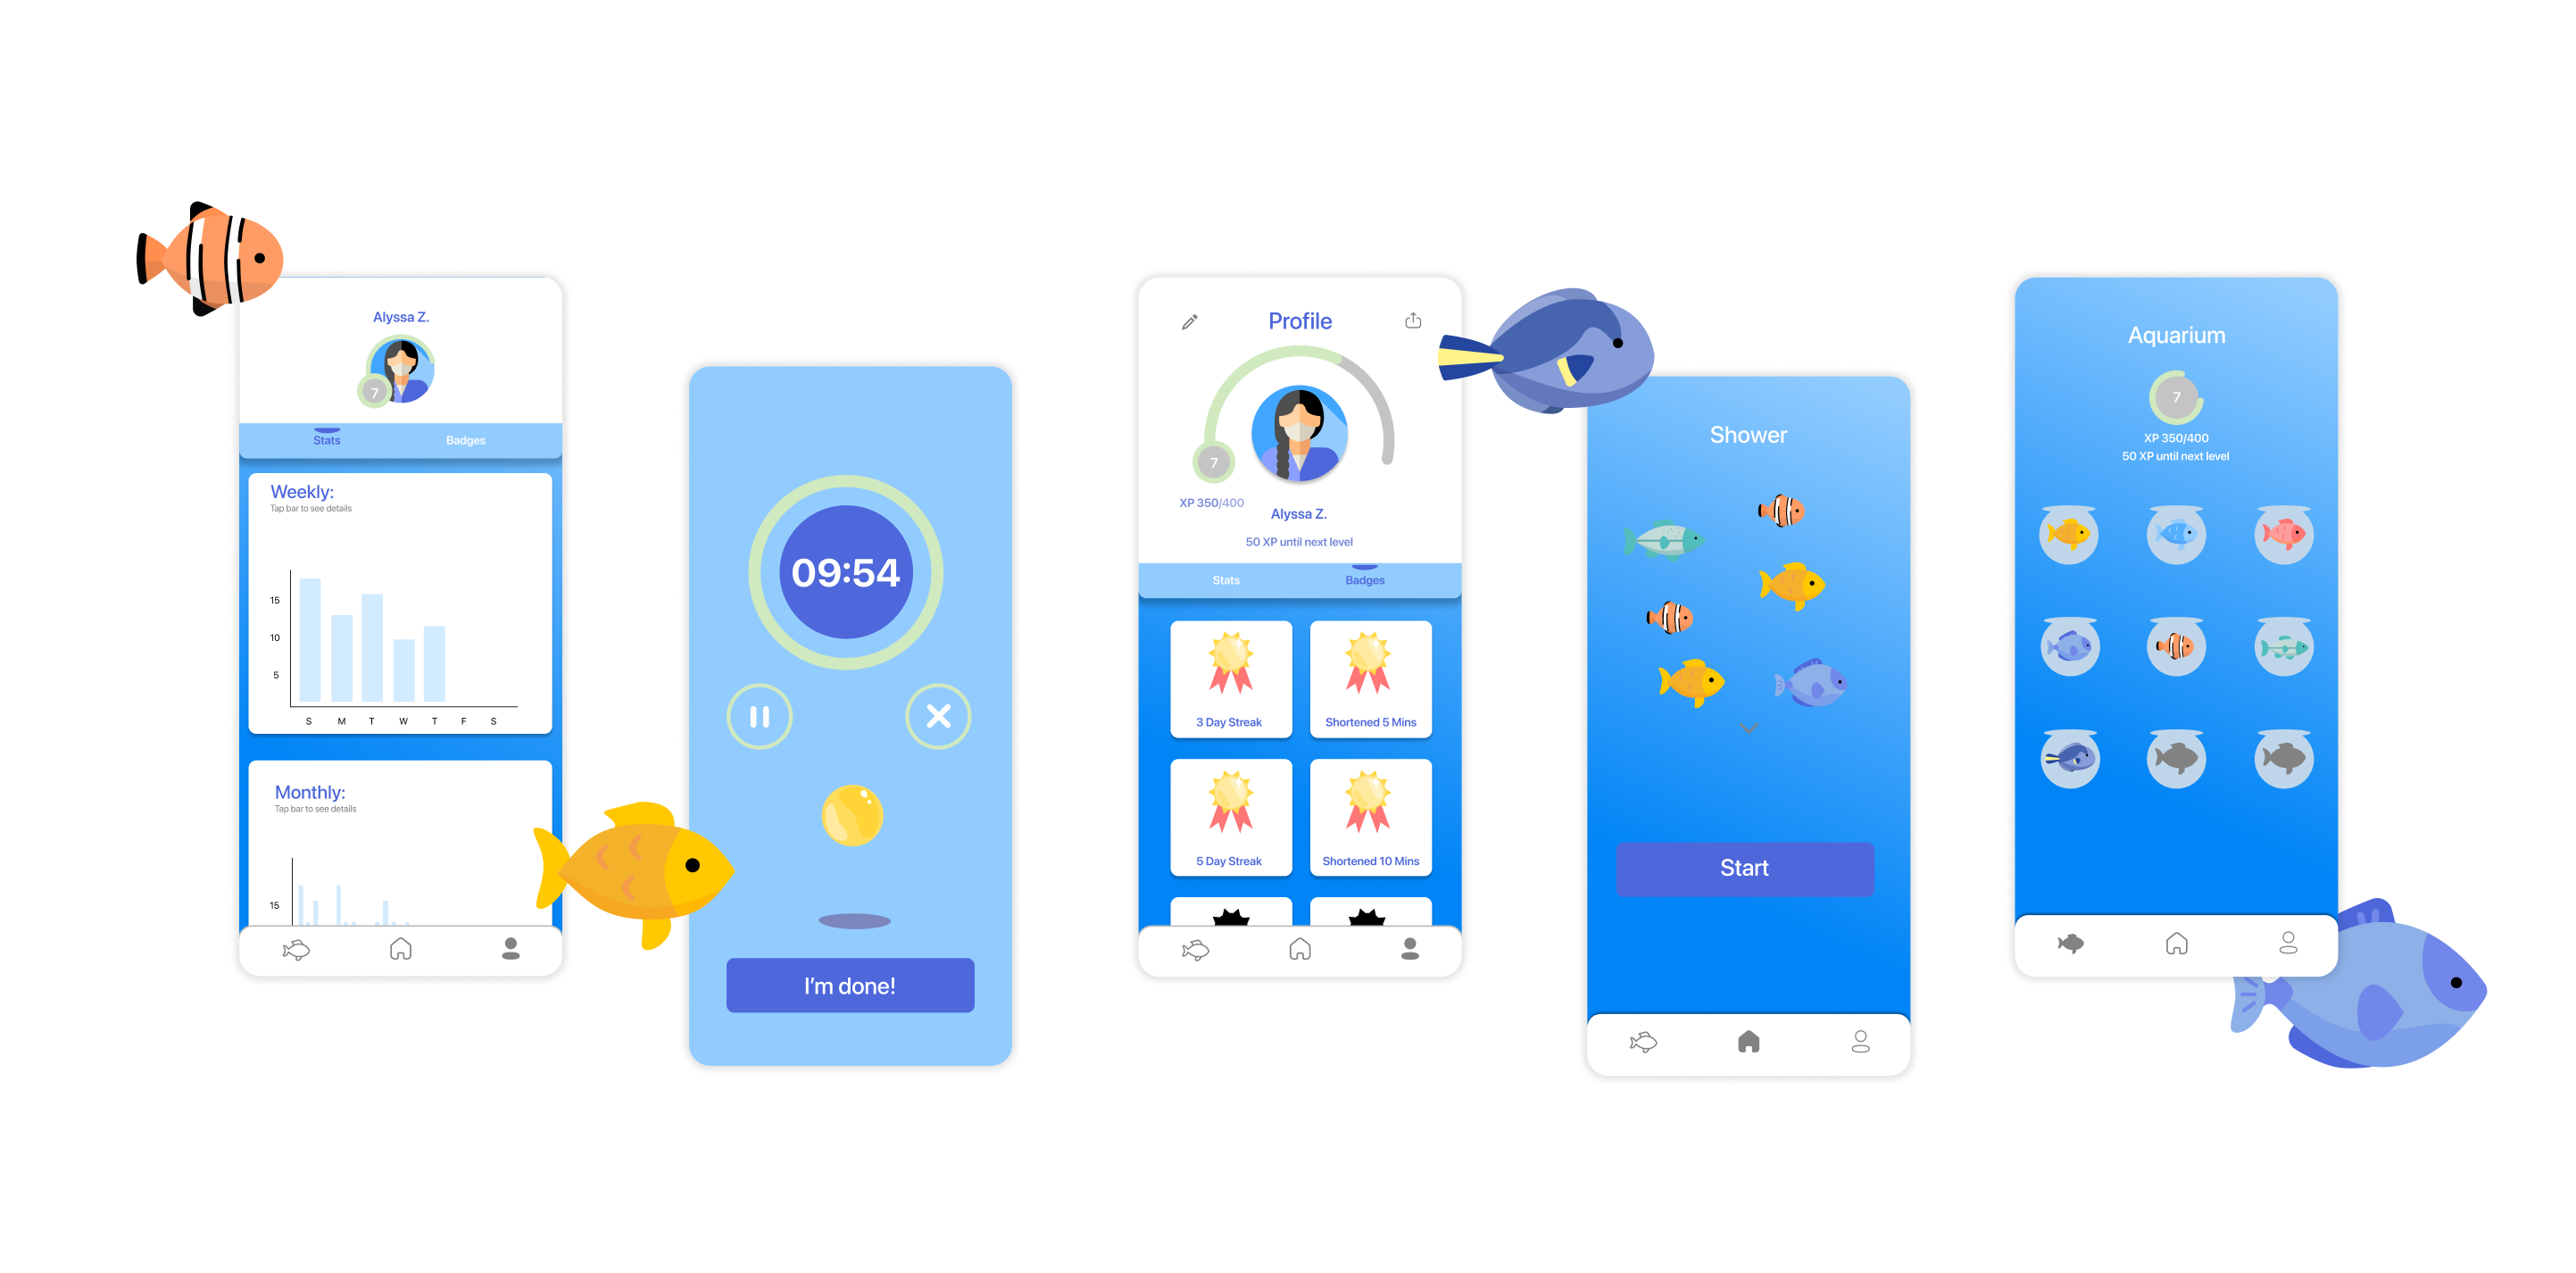 Alyssa Z.
7
Stats Badges
Weekly:
Tap bar to see details
15
10
5
S M T W T F S
Monthly:
Tap bar to see details
15
09:54
I'm done!
Profile
7
XP 350/400
Alyssa Z.
50 XP until next level
Stats Badges
3 Day Streak Shortened 5 Mins
5 Day Streak Shortened 10 Mins
Shower
Start
Aquarium
7
XP 350/400
50 XP until next level